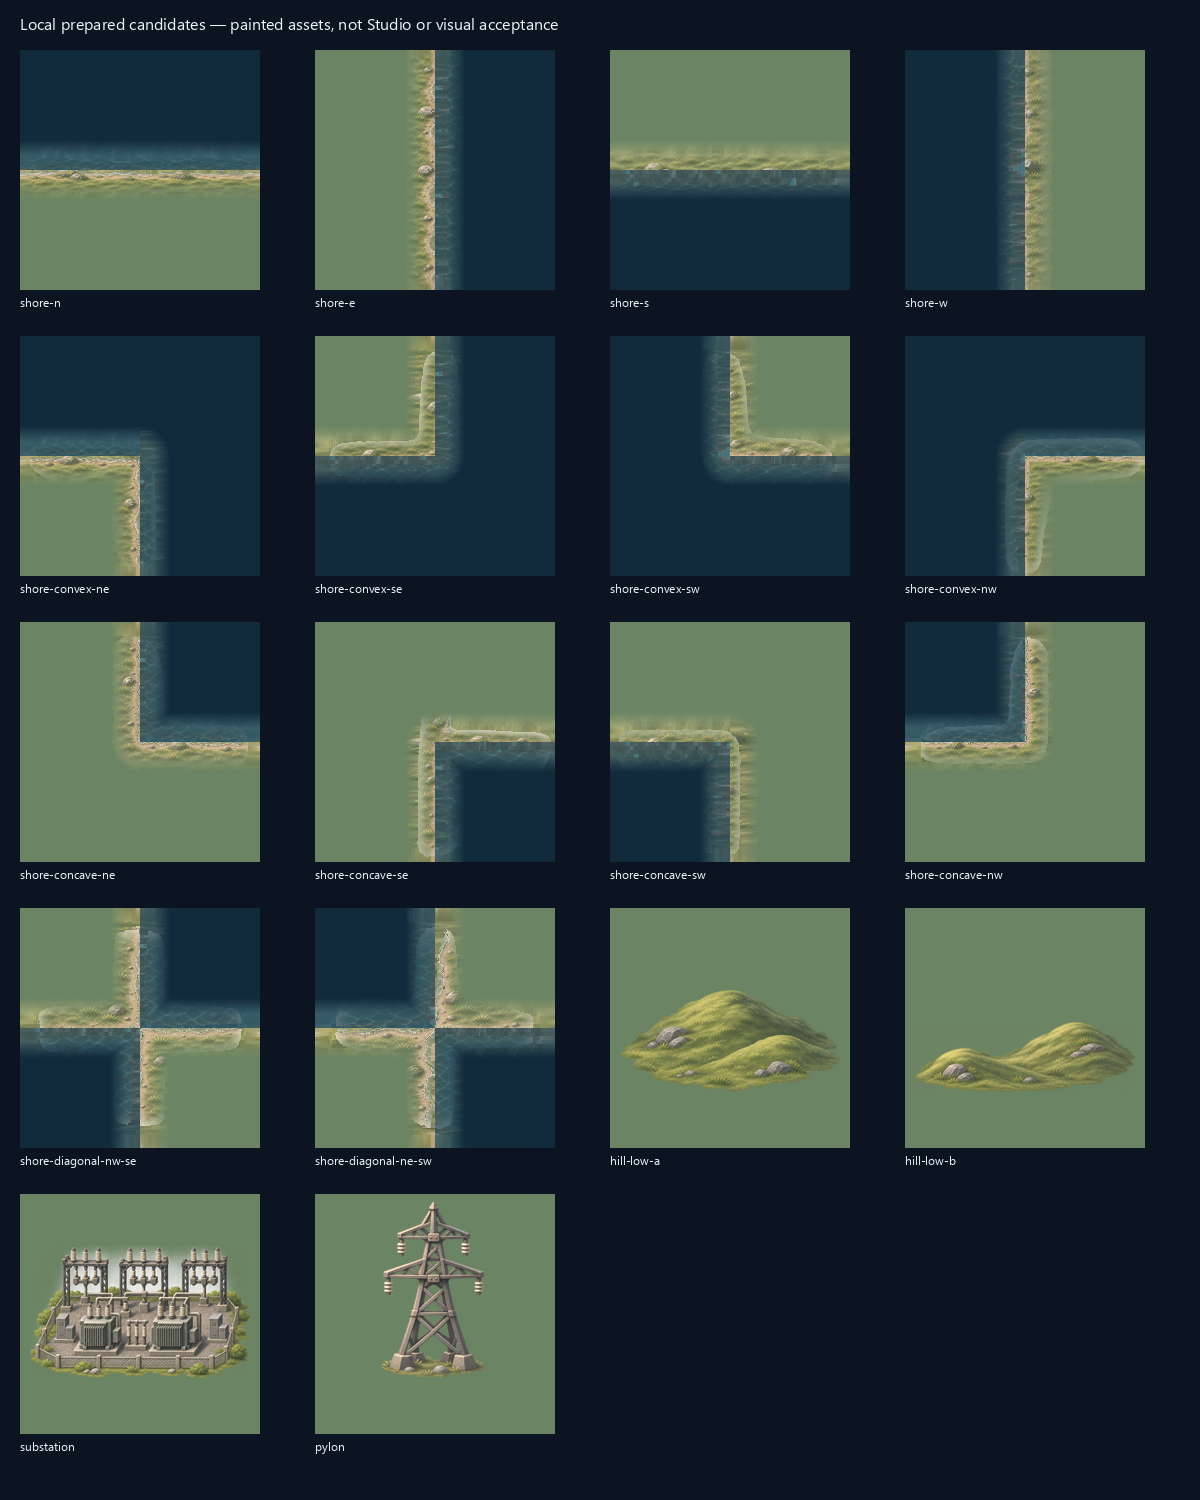 Local prepared candidates — painted assets, not Studio or visual acceptance
shore-n
shore-e
shore-s
shore-w
shore-convex-ne
shore-convex-se
shore-convex-sw
shore-convex-nw
shore-concave-ne
shore-concave-se
shore-concave-sw
shore-concave-nw
shore-diagonal-nw-se
shore-diagonal-ne-sw
hill-low-a
hill-low-b
substation
pylon